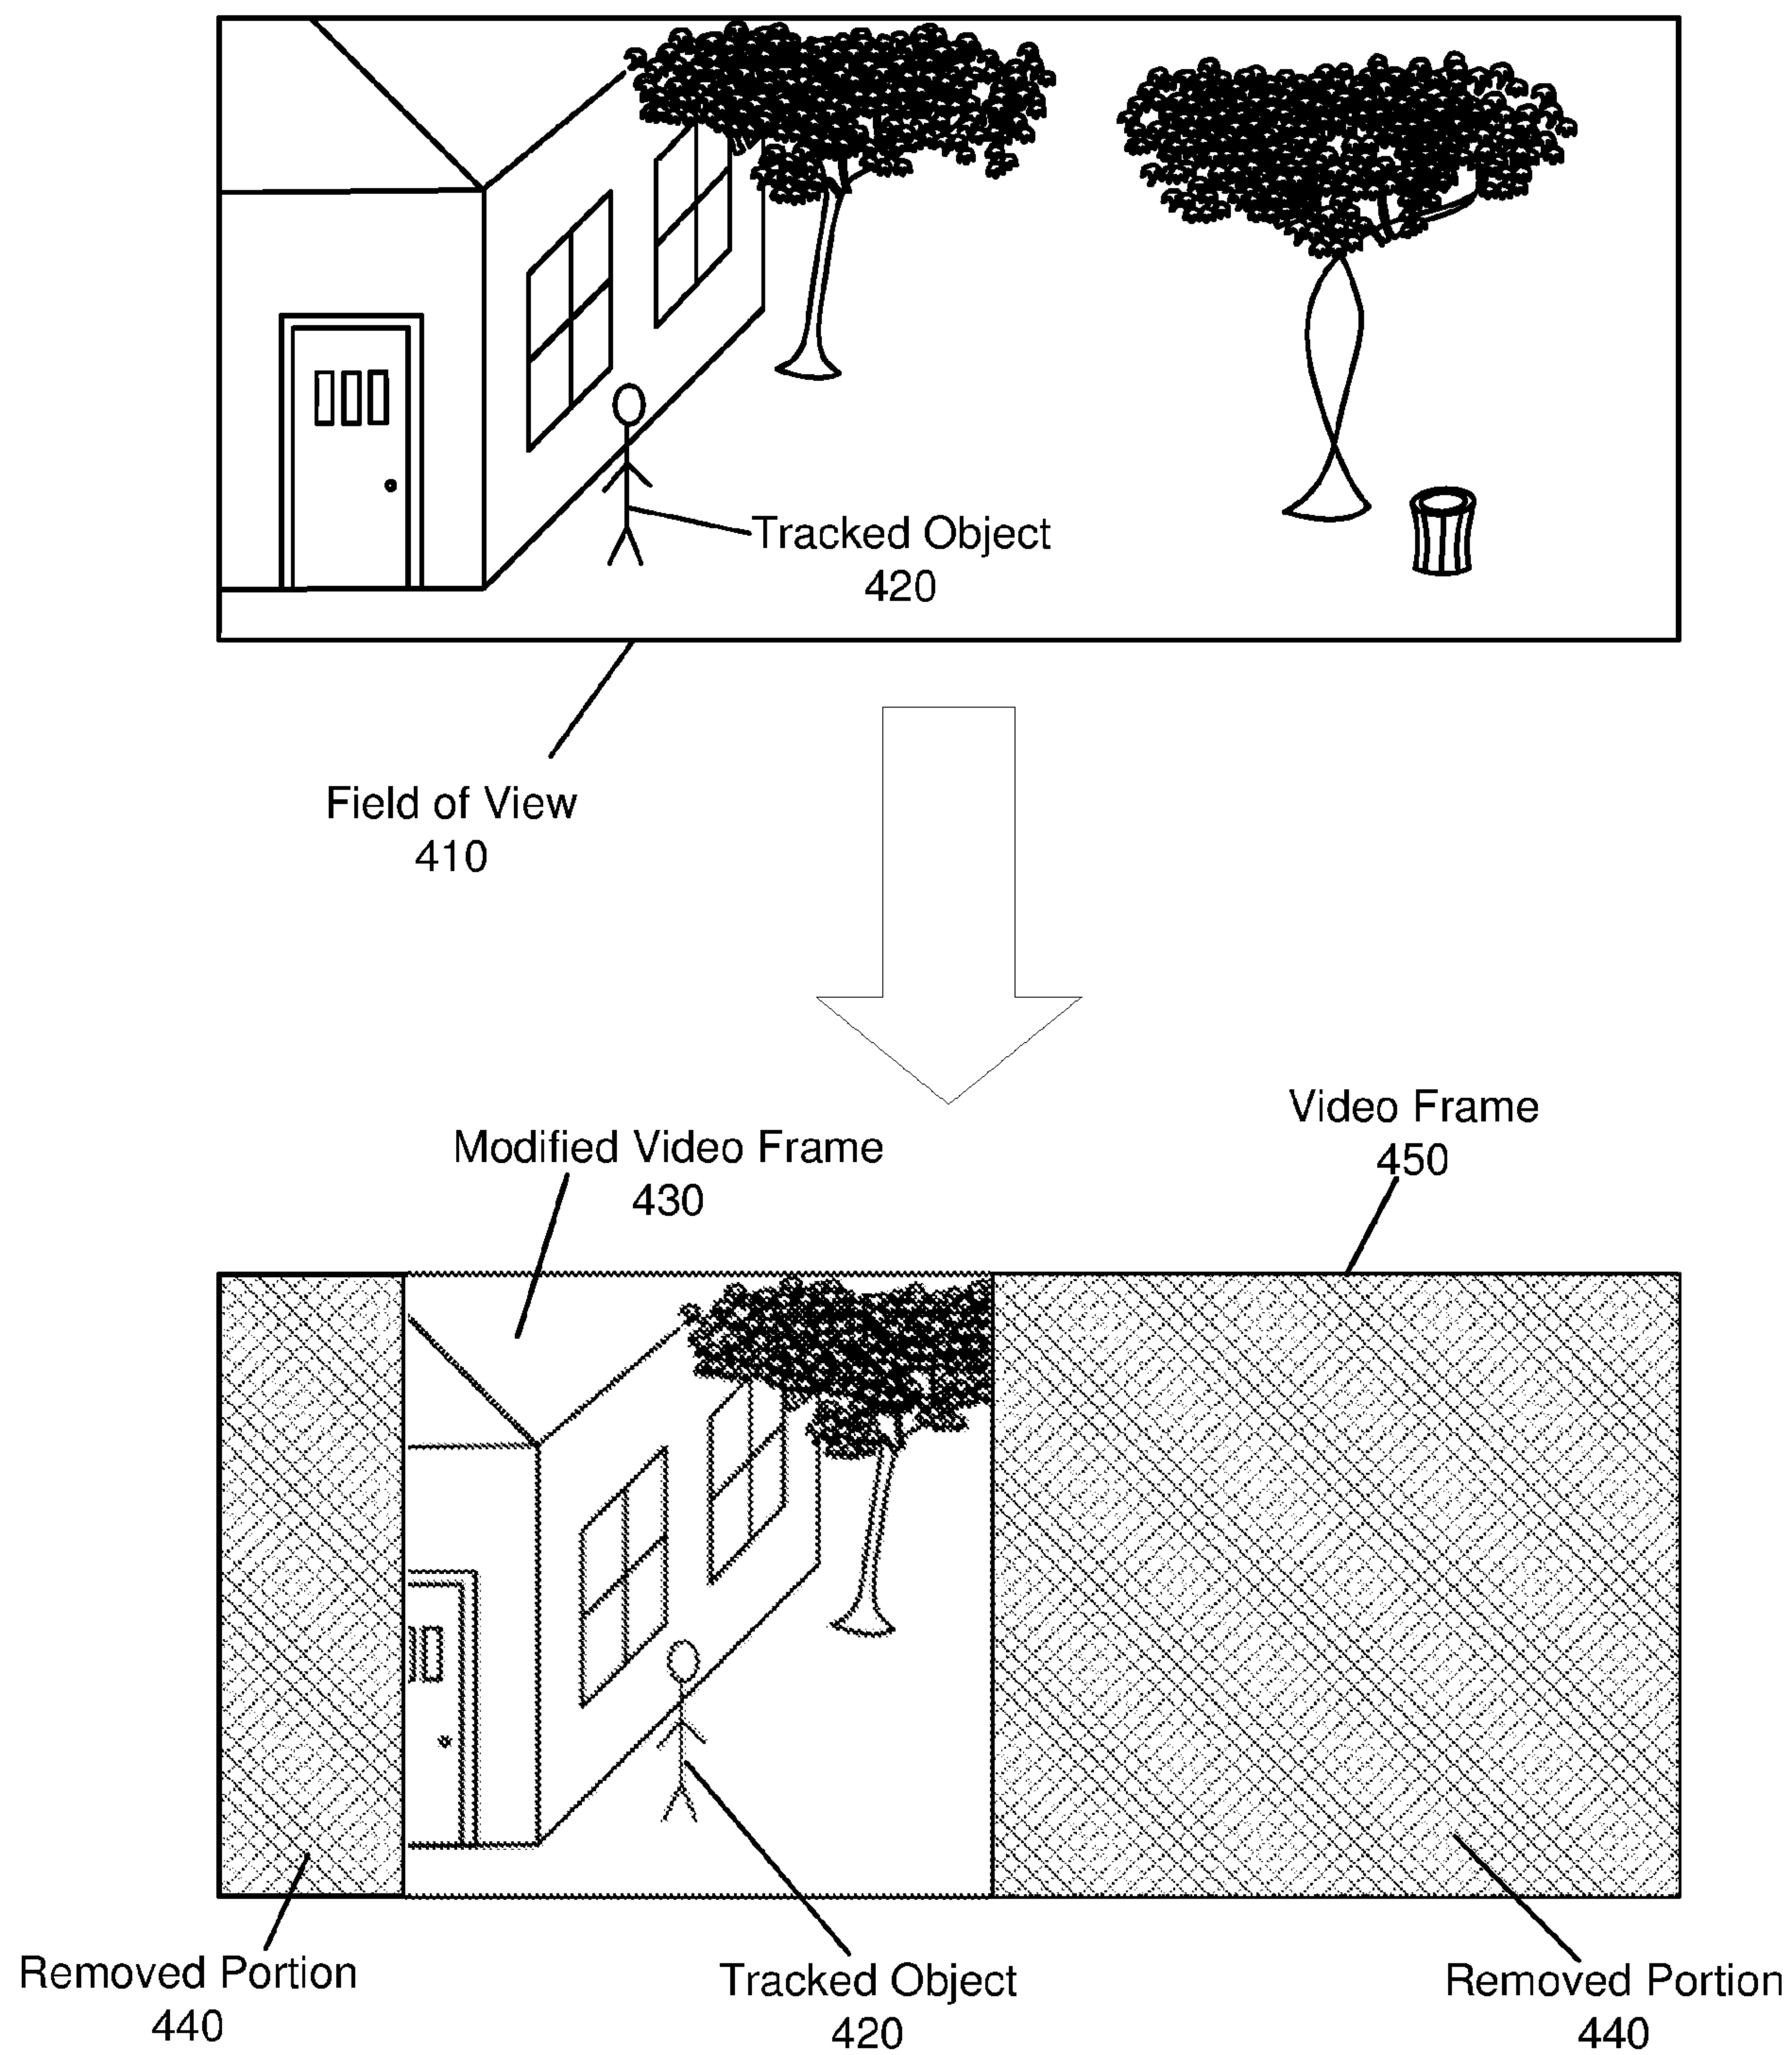 Tracked Object
420
Field of View
410
Video Frame
450
Modified Video Frame
430
Removed Portion
440
Tracked Object
420
Removed Portion
440